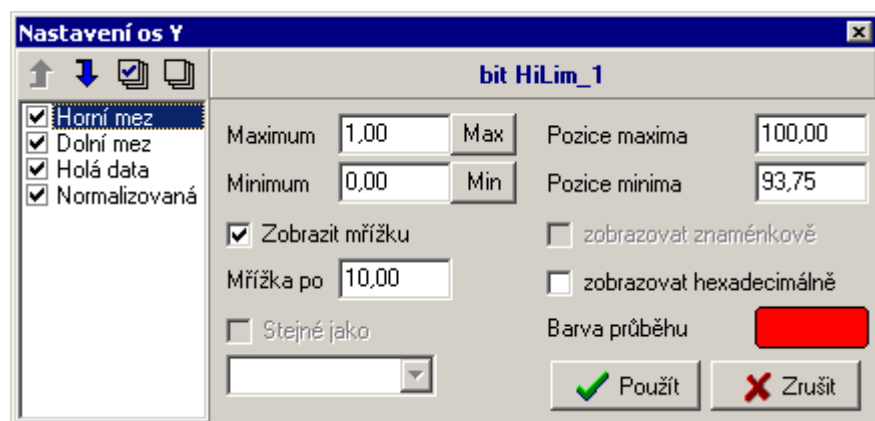 Nastavení os Y
bit HiLim_1
Horní mez
Dolní mez
Holá data
Normalizovaná
Maximum 1,00 Max Pozice maxima 100,00
Minimum 0,00 Min Pozice minima 93,75
Zobrazit mřížku zobrazovat znaménkově
Mřížka po 10,00 zobrazovat hexadecimálně
Stejné jako Barva průběhu
Použít Zrušit